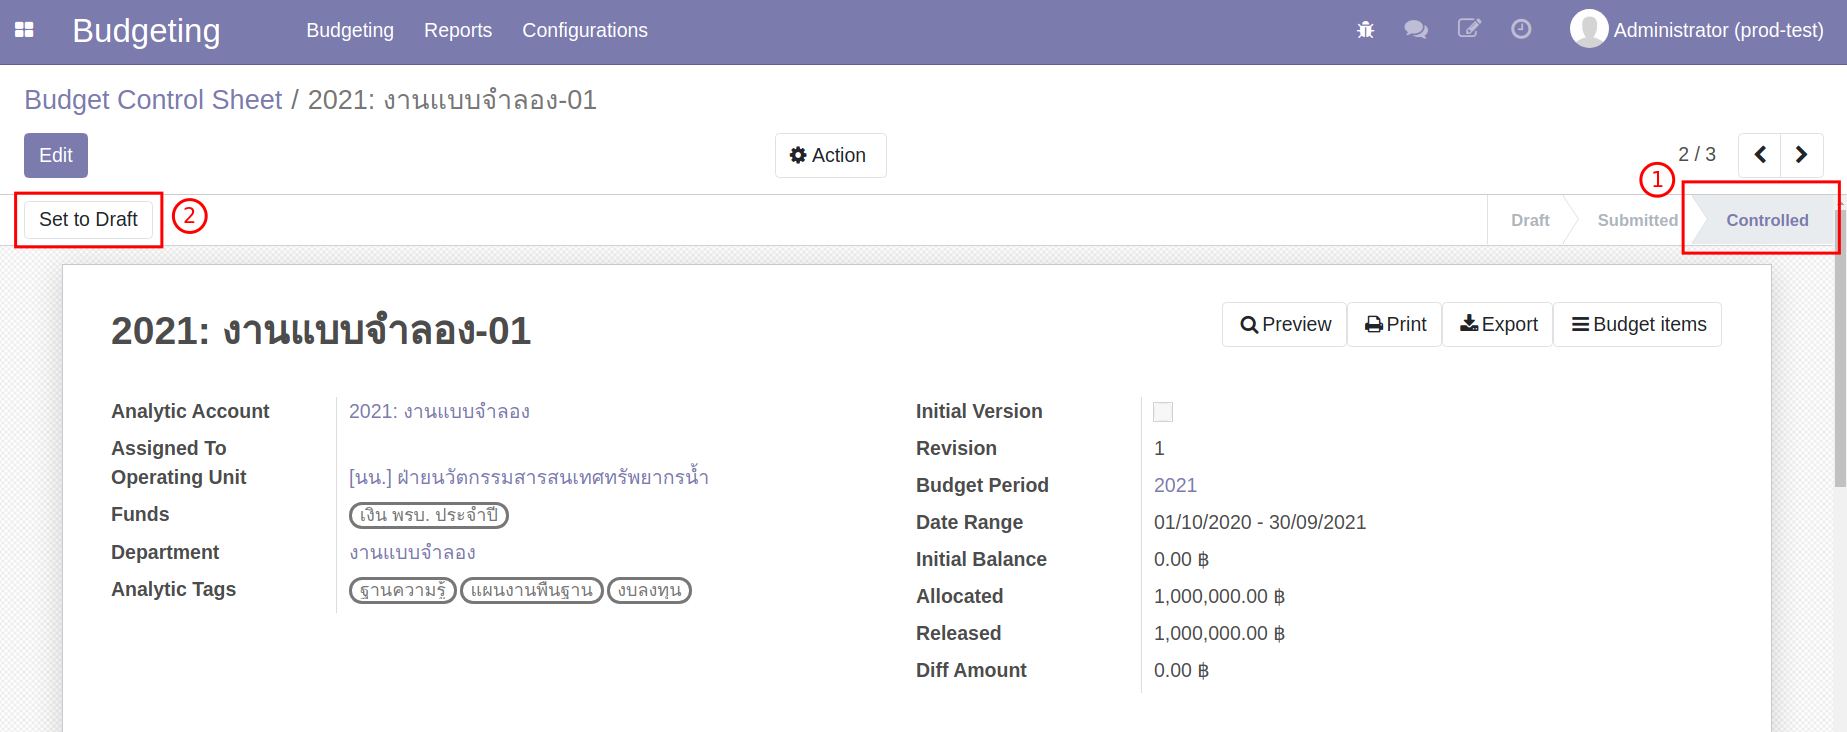 Budgeting Budgeting Reports Configurations Administrator (prod-test)
Budget Control Sheet / 2021: งานแบบจำลอง-01
Edit Action 2 / 3
1
Set to Draft 2 Draft Submitted Controlled
2021: งานแบบจำลอง-01 Preview Print Export Budget items
Analytic Account 2021: งานแบบจำลอง Initial Version
Assigned To Revision 1
Operating Unit [นน.] ฝ่ายนวัตกรรมสารสนเทศทรัพยากรน้ำ Budget Period 2021
Funds เงิน พรบ. ประจำปี Date Range 01/10/2020 - 30/09/2021
Department งานแบบจำลอง Initial Balance 0.00 ฿
Analytic Tags ฐานความรู้ แผนงานพื้นฐาน งบลงทุน Allocated 1,000,000.00 ฿
Released 1,000,000.00 ฿
Diff Amount 0.00 ฿